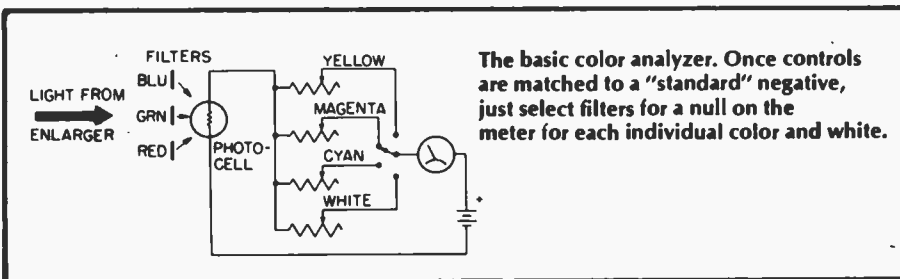 FILTERS
BLU
GRN
RED
LIGHT FROM
ENLARGER
PHOTO-
CELL
YELLOW
MAGENTA
CYAN
WHITE
+
The basic color analyzer. Once controls
are matched to a "standard" negative,
just select filters for a null on the
meter for each individual color and white.